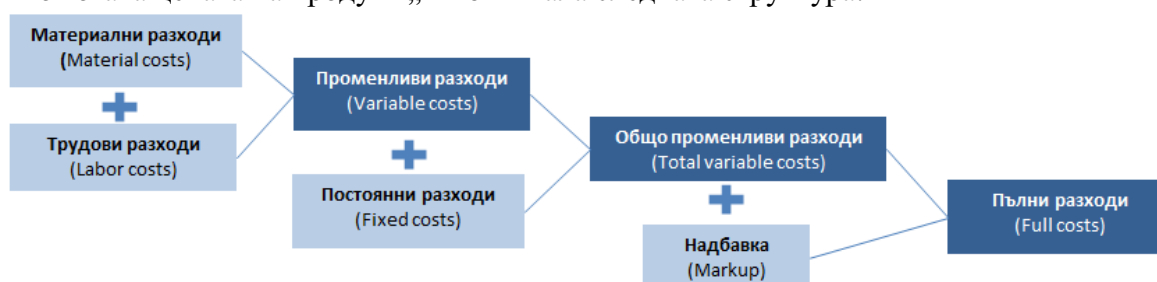 Материални разходи
(Material costs)
Трудови разходи
(Labor costs)
Променливи разходи
(Variable costs)
Постоянни разходи
(Fixed costs)
Общо променливи разходи
(Total variable costs)
Надбавка
(Markup)
Пълни разходи
(Full costs)